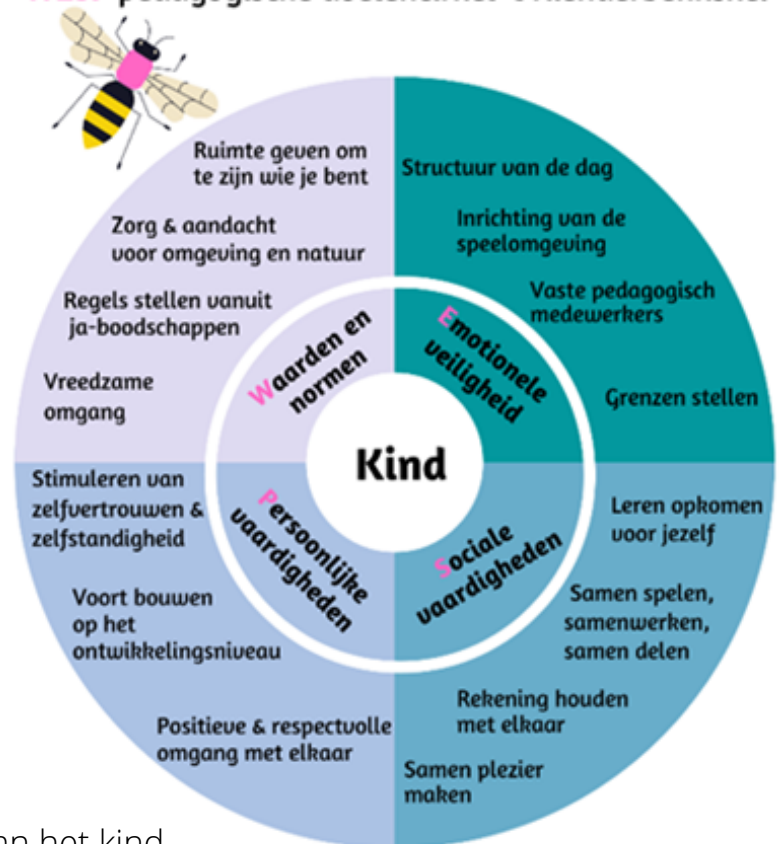 Ruimte geven om
te zijn wie je bent
Zorg & aandacht
voor omgeving en natuur
Regels stellen vanuit
ja-boodschappen
Vreedzame
omgang
Waarden en
normen
Structuur van de dag
Inrichting van de
speelomgeving
Vaste pedagogisch
medewerkers
Grenzen stellen
Emotionele
veiligheid
Kind
Stimuleren van
zelfvertrouwen &
zelfstandigheid
Voort bouwen
op het
ontwikkelingsniveau
Positieve & respectvolle
omgang met elkaar
Persoonlijke
vaardigheden
Sociale
vaardigheden
Leren opkomen
voor jezelf
Samen spelen,
samenwerken,
samen delen
Rekening houden
met elkaar
Samen plezier
maken
het kind